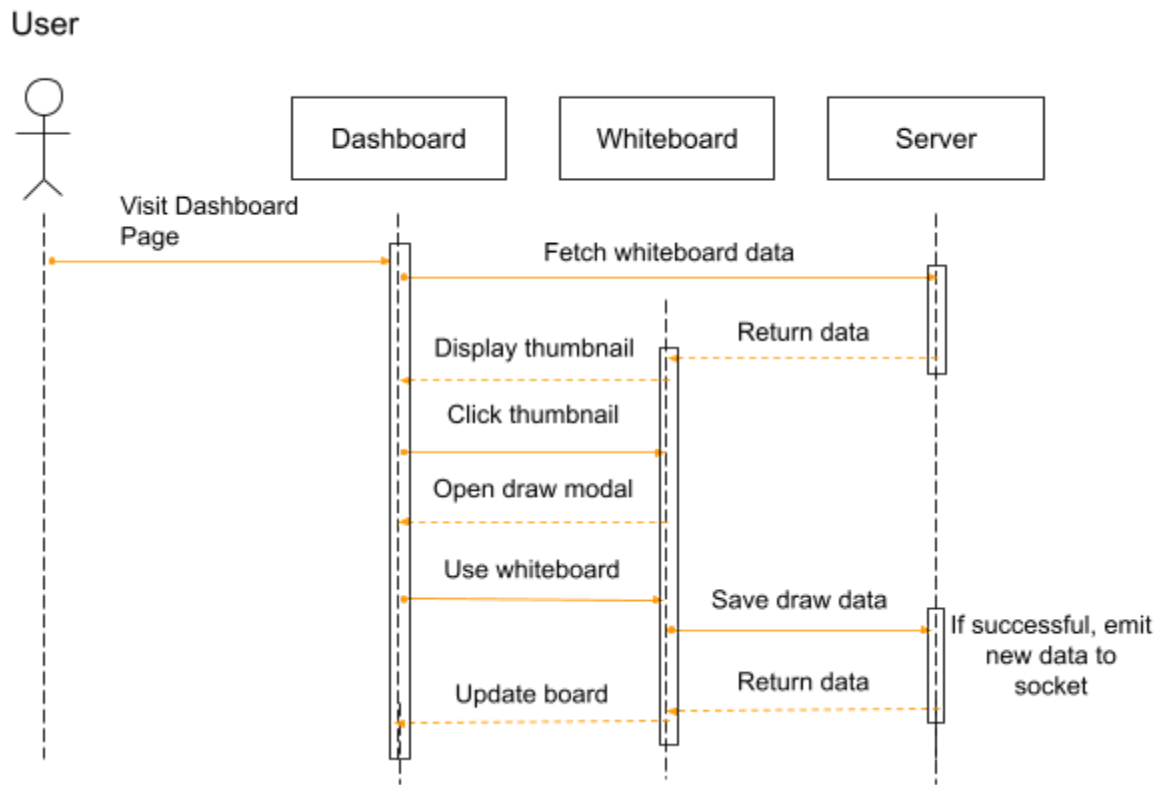 User
Dashboard
Whiteboard
Server
Visit Dashboard
Page
Fetch whiteboard data
Return data
Display thumbnail
Click thumbnail
Open draw modal
Use whiteboard
Save draw data
If successful, emit
new data to
socket
Return data
Update board